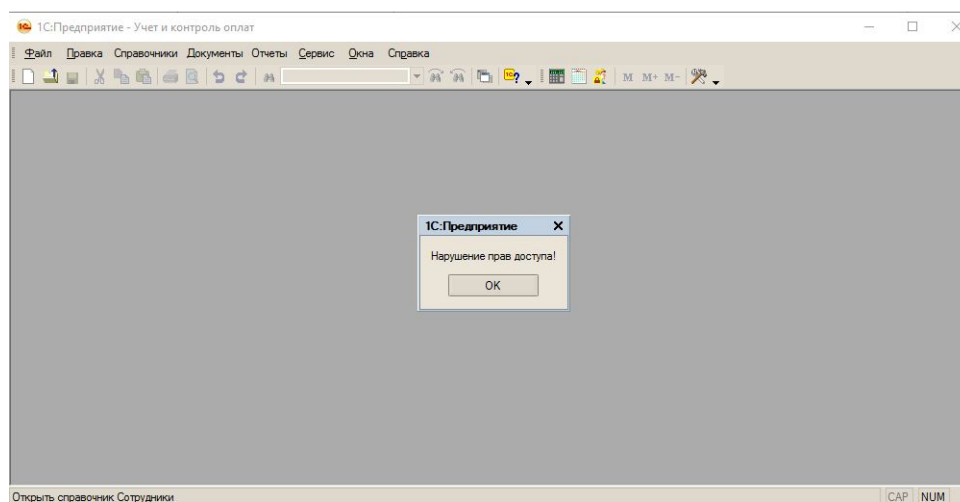 1С:Предприятие - Учет и контроль оплат
Файл Правка Справочники Документы Отчеты Сервис Окна Справка
M M+ M-
1С:Предприятие
Нарушение прав доступа!
OK
Открыть справочник Сотрудники
CAP NUM